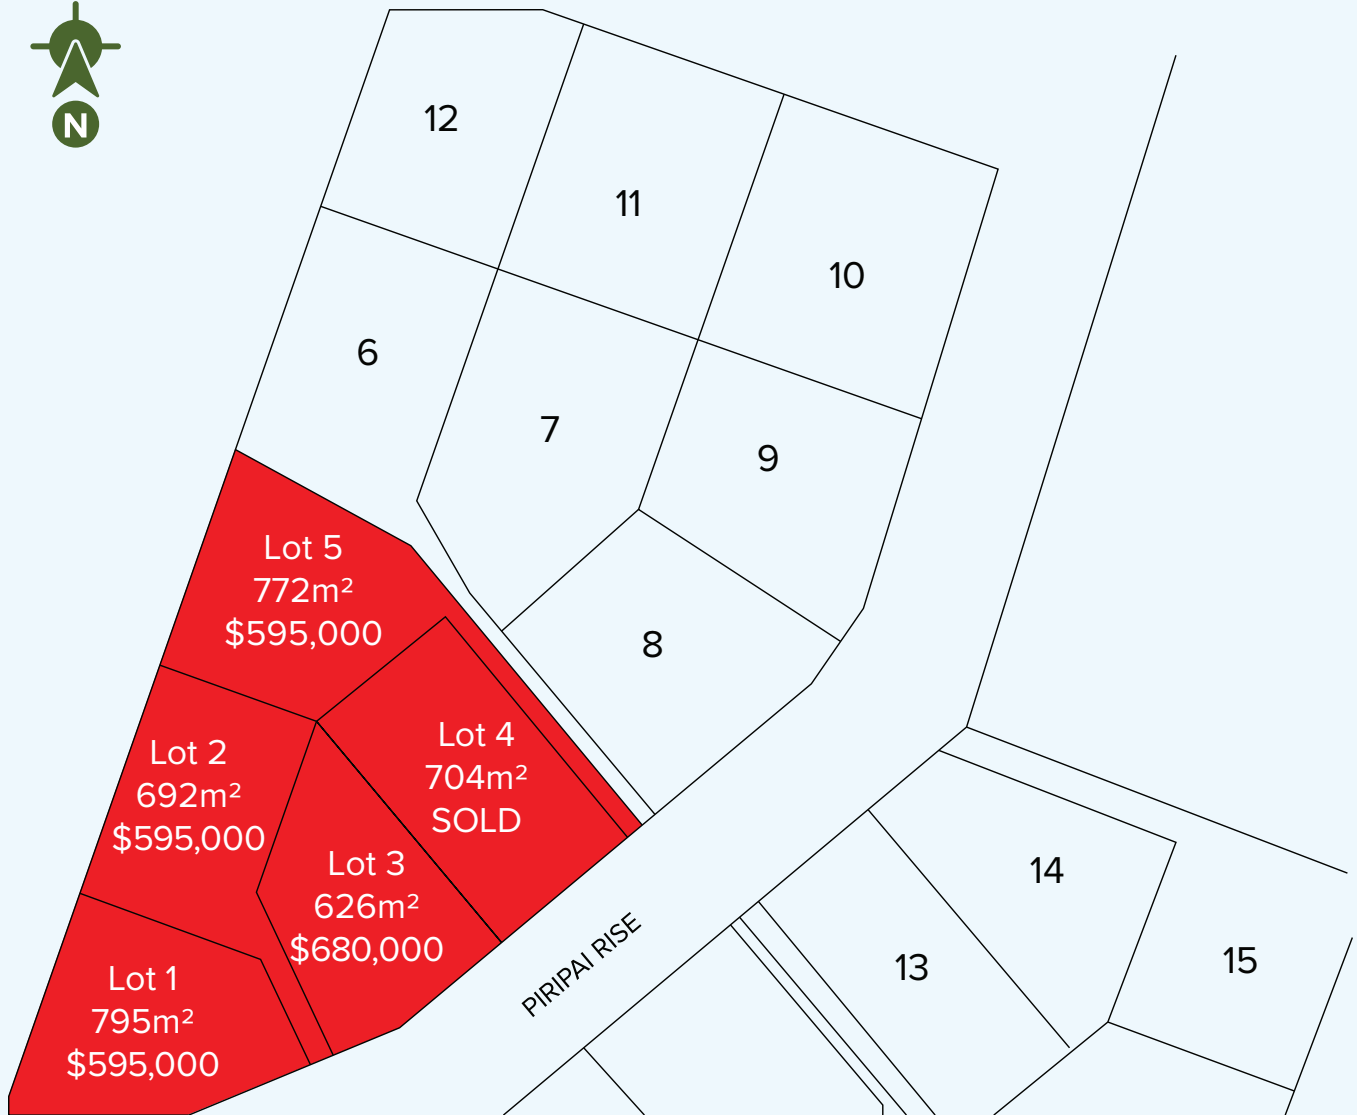 N
12
11
10
6
7
9
8
Lot 5
772m²
$595,000
Lot 4
704m²
SOLD
Lot 2
692m²
$595,000
Lot 3
626m²
$680,000
Lot 1
795m²
$595,000
PIRIPAI RISE
14
13
15